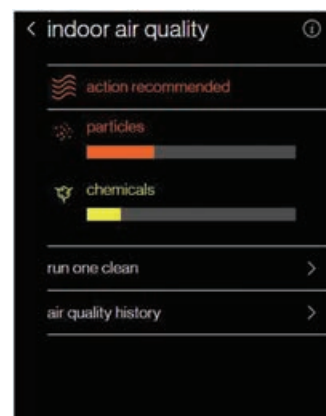 indoor air quality
action recommended
particles
chemicals
run one clean
air quality history